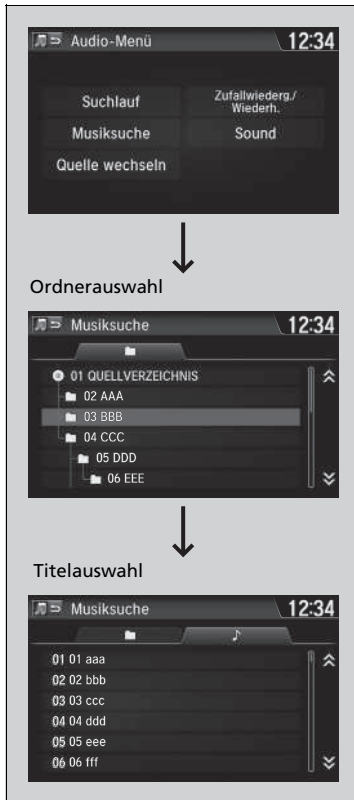 Audio-Menü 12:34
Suchlauf Zufallwiederg./
Wiederh.
Musiksuche Sound
Quelle wechseln
Ordnerauswahl
Musiksuche 12:34
01 QUELLVERZEICHNIS
02 AAA
03 BBB
04 CCC
05 DDD
06 EEE
Titelauswahl
Musiksuche 12:34
01 01 aaa
02 02 bbb
03 03 ccc
04 04 ddd
05 05 eee
06 06 fff